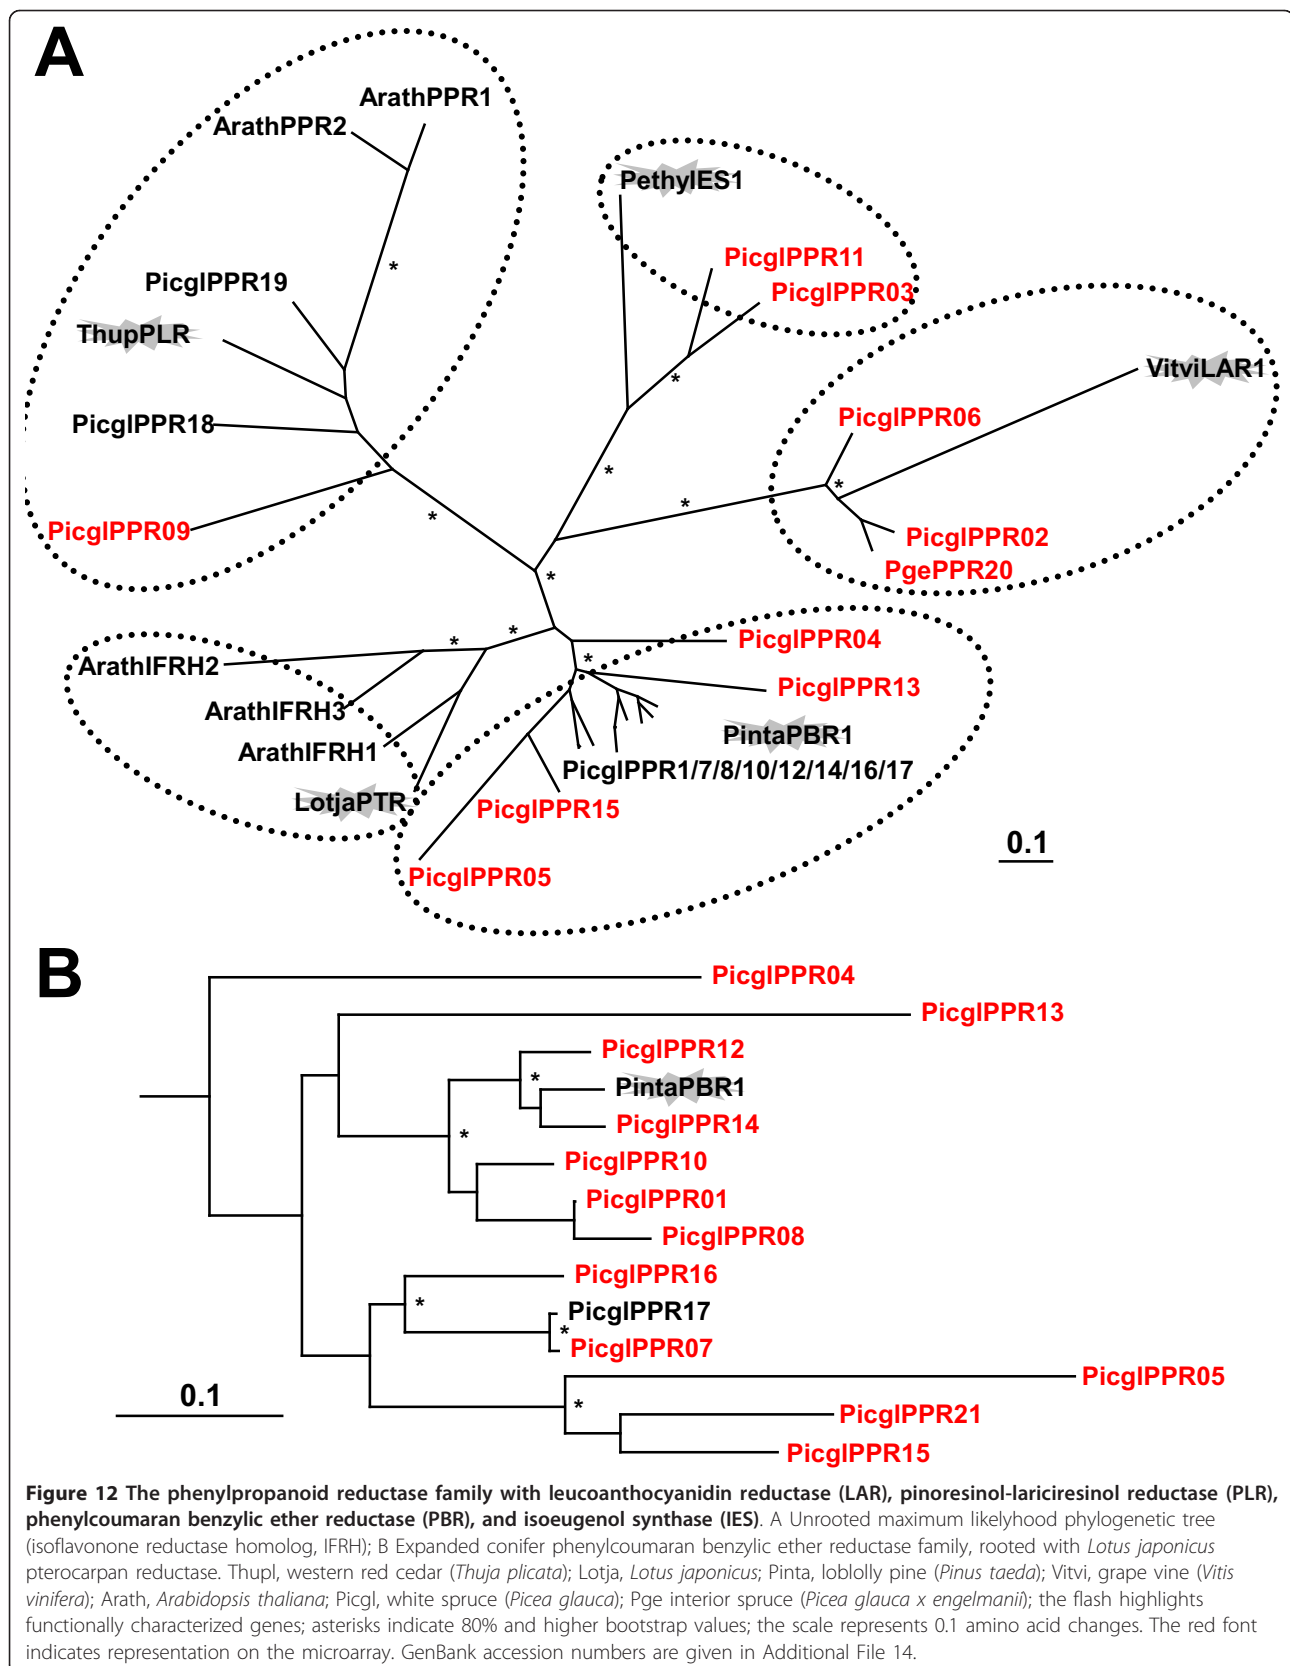 A
ArathPPR1
ArathPPR2
PethyIES1
PicglPPR11
PicglPPR19
PicglPPR03
ThupPLR
VitviLAR1
PicglPPR06
PicglPPR18
*
*
*
*
*
PicglPPR09
*
PicglPPR02
PgePPR20
*
*
*
PicglPPR04
*
ArathIFRH2
PicglPPR13
ArathIFRH3
PintaPBR1
ArathIFRH1
PicglPPR1/7/8/10/12/14/16/17
LotjaPTR
PicglPPR15
0.1
PicglPPR05
B
PicglPPR04
PicglPPR13
PicglPPR12
*
PintaPBR1
PicglPPR14
*
PicglPPR10
PicglPPR01
PicglPPR08
PicglPPR16
*
PicglPPR17
*
PicglPPR07
PicglPPR05
0.1
*
PicglPPR21
PicglPPR15
Figure 12 The phenylpropanoid reductase family with leucoanthocyanidin reductase (LAR), pinoresinol-lariciresinol reductase (PLR),
phenylcoumaran benzylic ether reductase (PBR), and isoeugenol synthase (IES). A Unrooted maximum likelyhood phylogenetic tree
(isoflavonone reductase homolog, IFRH); B Expanded conifer phenylcoumaran benzylic ether reductase family, rooted with Lotus japonicus
pterocarpan reductase. Thupl, western red cedar (Thuja plicata); Lotja, Lotus japonicus; Pinta, loblolly pine (Pinus taeda); Vitvi, grape vine (Vitis
vinifera); Arath, Arabidopsis thaliana; Picgl, white spruce (Picea glauca); Pge interior spruce (Picea glauca x engelmanii); the flash highlights
functionally characterized genes; asterisks indicate 80% and higher bootstrap values; the scale represents 0.1 amino acid changes. The red font
indicates representation on the microarray. GenBank accession numbers are given in Additional File 14.